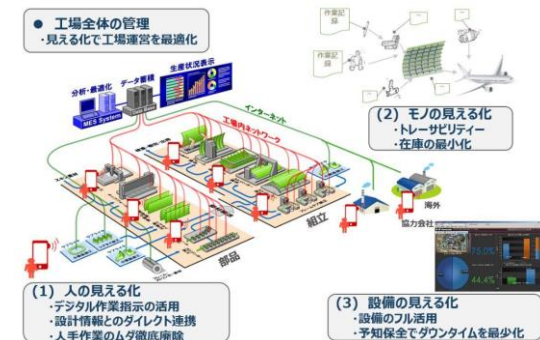 ● 工場全体の管理
・見える化で工場運営を最適化
作業記録
作業記録
生産状況表示
データ蓄積
分析・最適化
MES System
インターネット
工場内ネットワーク
(2) モノの見える化
・トレーサビリティー
・在庫の最小化
海外
協力会社
組立
部品
75.0%
44.4%
(1) 人の見える化
・デジタル作業指示の活用
・設計情報とのダイレクト連携
・人手作業のムダ徹底廃除
(3) 設備の見える化
・設備のフル活用
・予知保全でダウンタイムを最少化